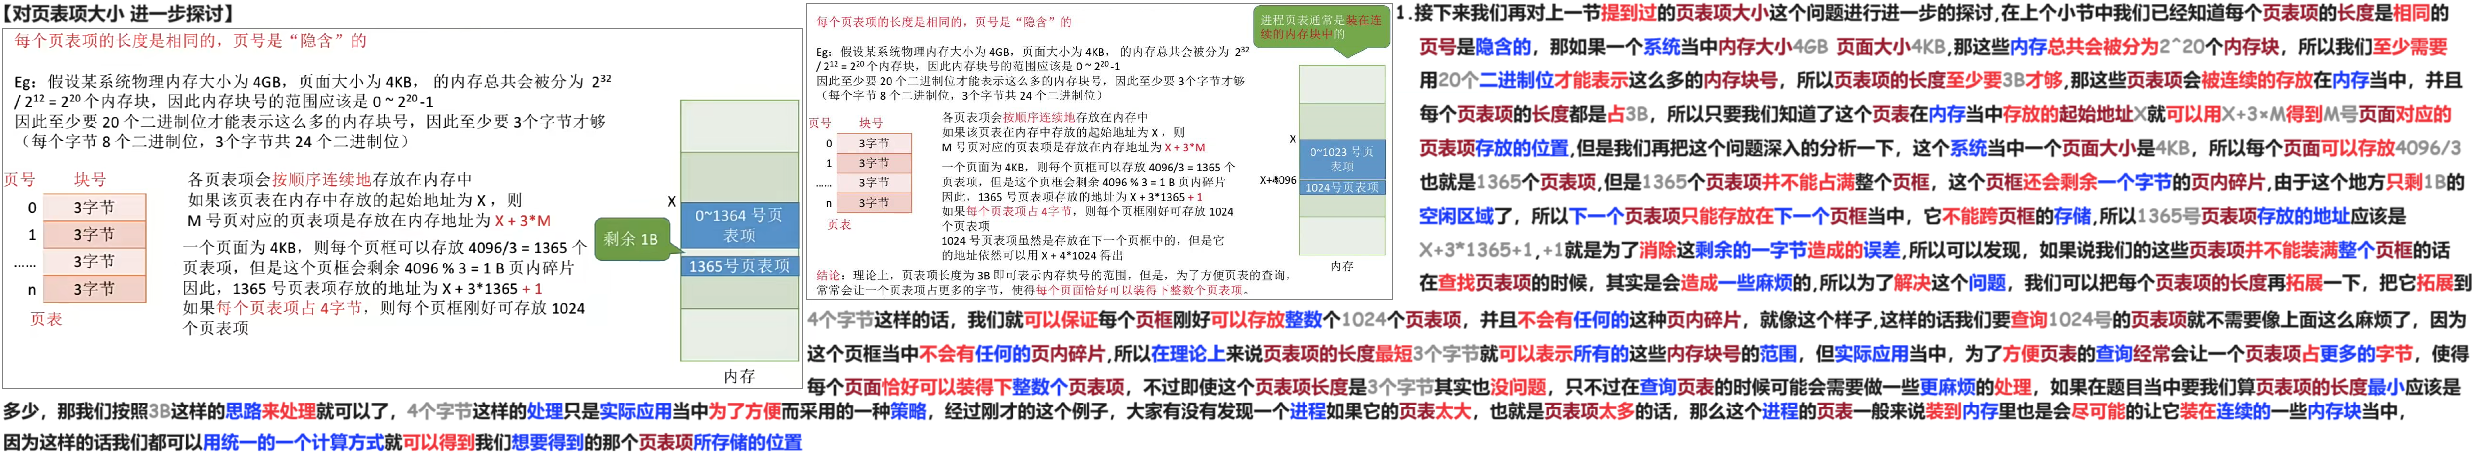 【对页表项大小 进一步探讨】
每个页表项的长度是相同的，页号是“隐含”的
Eg：假设某系统物理内存大小为 4GB，页面大小为 4KB， 的内存总共会被分为 2³²
/ 2¹² = 2²⁰ 个内存块，因此内存块号的范围应该是 0 ~ 2²⁰ -1
因此至少要 20 个二进制位才能表示这么多的内存块号，因此至少要 3个字节才够
（每个字节 8 个二进制位，3个字节共 24 个二进制位）
页号 块号
0 3字节
1 3字节
…… 3字节
n 3字节
页表
各页表项会按顺序连续地存放在内存中
如果该页表在内存中存放的起始地址为 X ，则
M 号页对应的页表项是存放在内存地址为 X + 3*M
一个页面为 4KB，则每个页框可以存放 4096/3 = 1365 个
页表项，但是这个页框会剩余 4096 % 3 = 1 B 页内碎片
因此，1365 号页表项存放的地址为 X + 3*1365 + 1
如果每个页表项占 4字节，则每个页框刚好可存放 1024
个页表项
剩余 1B
X
0~1364 号页
表项
1365号页表项
内存
每个页表项的长度是相同的，页号是“隐含”的
进程页表通常是装在连
续的内存块中的
Eg：假设某系统物理内存大小为 4GB，页面大小为 4KB， 的内存总共会被分为 2³²
/ 2¹² = 2²⁰ 个内存块，因此内存块号的范围应该是 0 ~ 2²⁰ -1
因此至少要 20 个二进制位才能表示这么多的内存块号，因此至少要 3个字节才够
（每个字节 8 个二进制位，3个字节共 24 个二进制位）
页号 块号
0 3字节
1 3字节
…… 3字节
n 3字节
页表
各页表项会按顺序连续地存放在内存中
如果该页表在内存中存放的起始地址为 X ，则
M 号页对应的页表项是存放在内存地址为 X + 3*M
一个页面为 4KB，则每个页框可以存放 4096/3 = 1365 个
页表项，但是这个页框会剩余 4096 % 3 = 1 B 页内碎片
因此，1365 号页表项存放的地址为 X + 3*1365 + 1
如果每个页表项占 4字节，则每个页框刚好可存放 1024
个页表项
1024 号页表项虽然是存放在下一个页框中的，但是它
的地址依然可以用 X + 4*1024 得出
X
0~1023 号页
表项
X+4096
1024号页表项
内存
结论：理论上，页表项长度为 3B 即可表示内存块号的范围，但是，为了方便页表的查询，
常常会让一个页表项占更多的字节，使得每个页面恰好可以装得下整数个页表项。
1.接下来我们再对上一节提到过的页表项大小这个问题进行进一步的探讨,在上个小节中我们已经知道每个页表项的长度是相同的
页号是隐含的，那如果一个系统当中内存大小4GB 页面大小4KB,那这些内存总共会被分为2^20个内存块，所以我们至少需要
用20个二进制位才能表示这么多的内存块号，所以页表项的长度至少要3B才够,那这些页表项会被连续的存放在内存当中，并且
每个页表项的长度都是占3B，所以只要我们知道了这个页表在内存当中存放的起始地址X就可以用X+3×M得到M号页面对应的
页表项存放的位置,但是我们再把这个问题深入的分析一下，这个系统当中一个页面大小是4KB，所以每个页面可以存放4096/3
也就是1365个页表项,但是1365个页表项并不能占满整个页框，这个页框还会剩余一个字节的页内碎片,由于这个地方只剩1B的
空闲区域了，所以下一个页表项只能存放在下一个页框当中，它不能跨页框的存储,所以1365号页表项存放的地址应该是
X+3*1365+1,+1就是为了消除这剩余的一字节造成的误差,所以可以发现，如果说我们的这些页表项并不能装满整个页框的话
在查找页表项的时候，其实是会造成一些麻烦的,所以为了解决这个问题，我们可以把每个页表项的长度再拓展一下，把它拓展到
4个字节这样的话，我们就可以保证每个页框刚好可以存放整数个1024个页表项，并且不会有任何的这种页内碎片，就像这个样子,这样的话我们要查询1024号的页表项就不需要像上面这么麻烦了，因为
这个页框当中不会有任何的页内碎片,所以在理论上来说页表项的长度最短3个字节就可以表示所有的这些内存块号的范围，但实际应用当中，为了方便页表的查询经常会让一个页表项占更多的字节，使得
每个页面恰好可以装得下整数个页表项，不过即使这个页表项长度是3个字节其实也没问题，只不过在查询页表的时候可能会需要做一些更麻烦的处理，如果在题目当中要我们算页表项的长度最小应该是
多少，那我们按照3B这样的思路来处理就可以了，4个字节这样的处理只是实际应用当中为了方便而采用的一种策略，经过刚才的这个例子，大家有没有发现一个进程如果它的页表太大，也就是页表项太多的话，那么这个进程的页表一般来说装到内存里也是会尽可能的让它装在连续的一些内存块当中，
因为这样的话我们都可以用统一的一个计算方式就可以得到我们想要得到的那个页表项所存储的位置